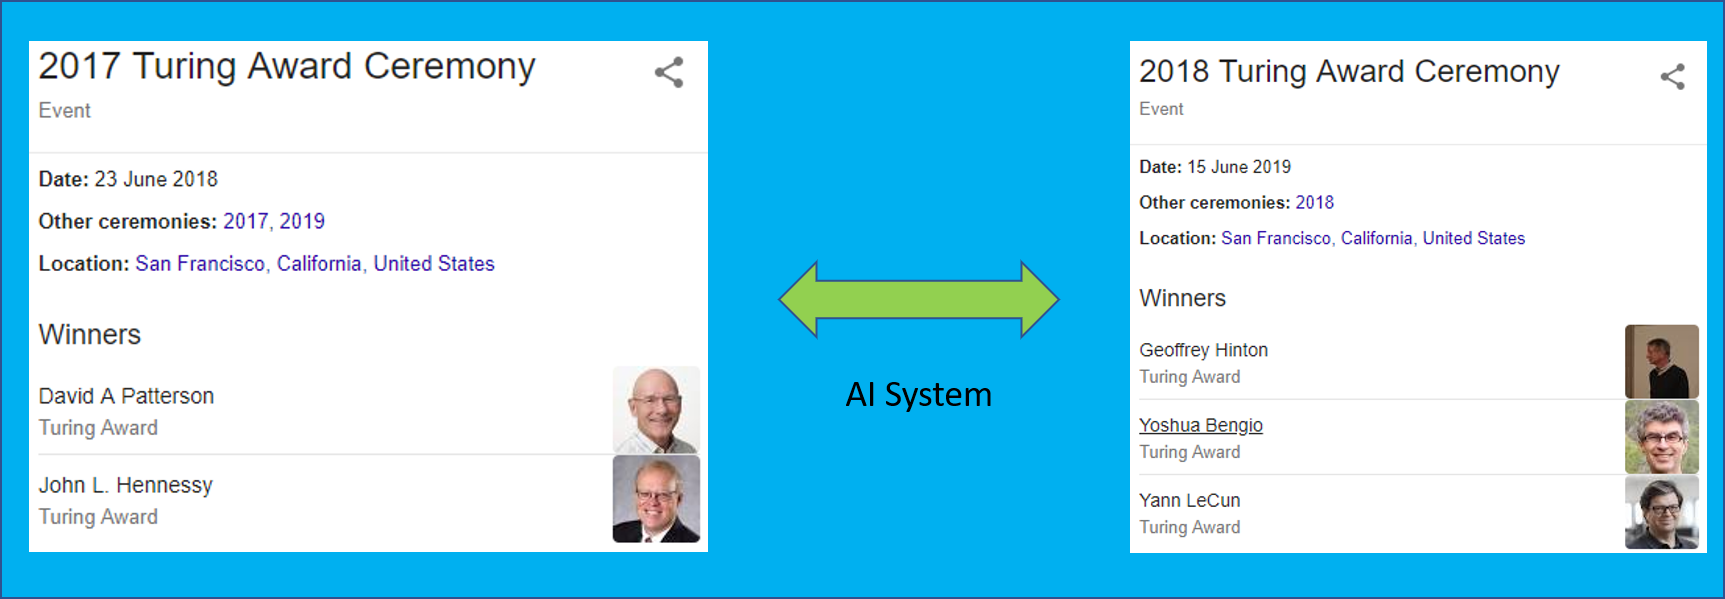 2017 Turing Award Ceremony
Event
Date: 23 June 2018
Other ceremonies: 2017, 2019
Location: San Francisco, California, United States
Winners
David A Patterson
Turing Award
John L. Hennessy
Turing Award
AI System
2018 Turing Award Ceremony
Event
Date: 15 June 2019
Other ceremonies: 2018
Location: San Francisco, California, United States
Winners
Geoffrey Hinton
Turing Award
Yoshua Bengio
Turing Award
Yann LeCun
Turing Award